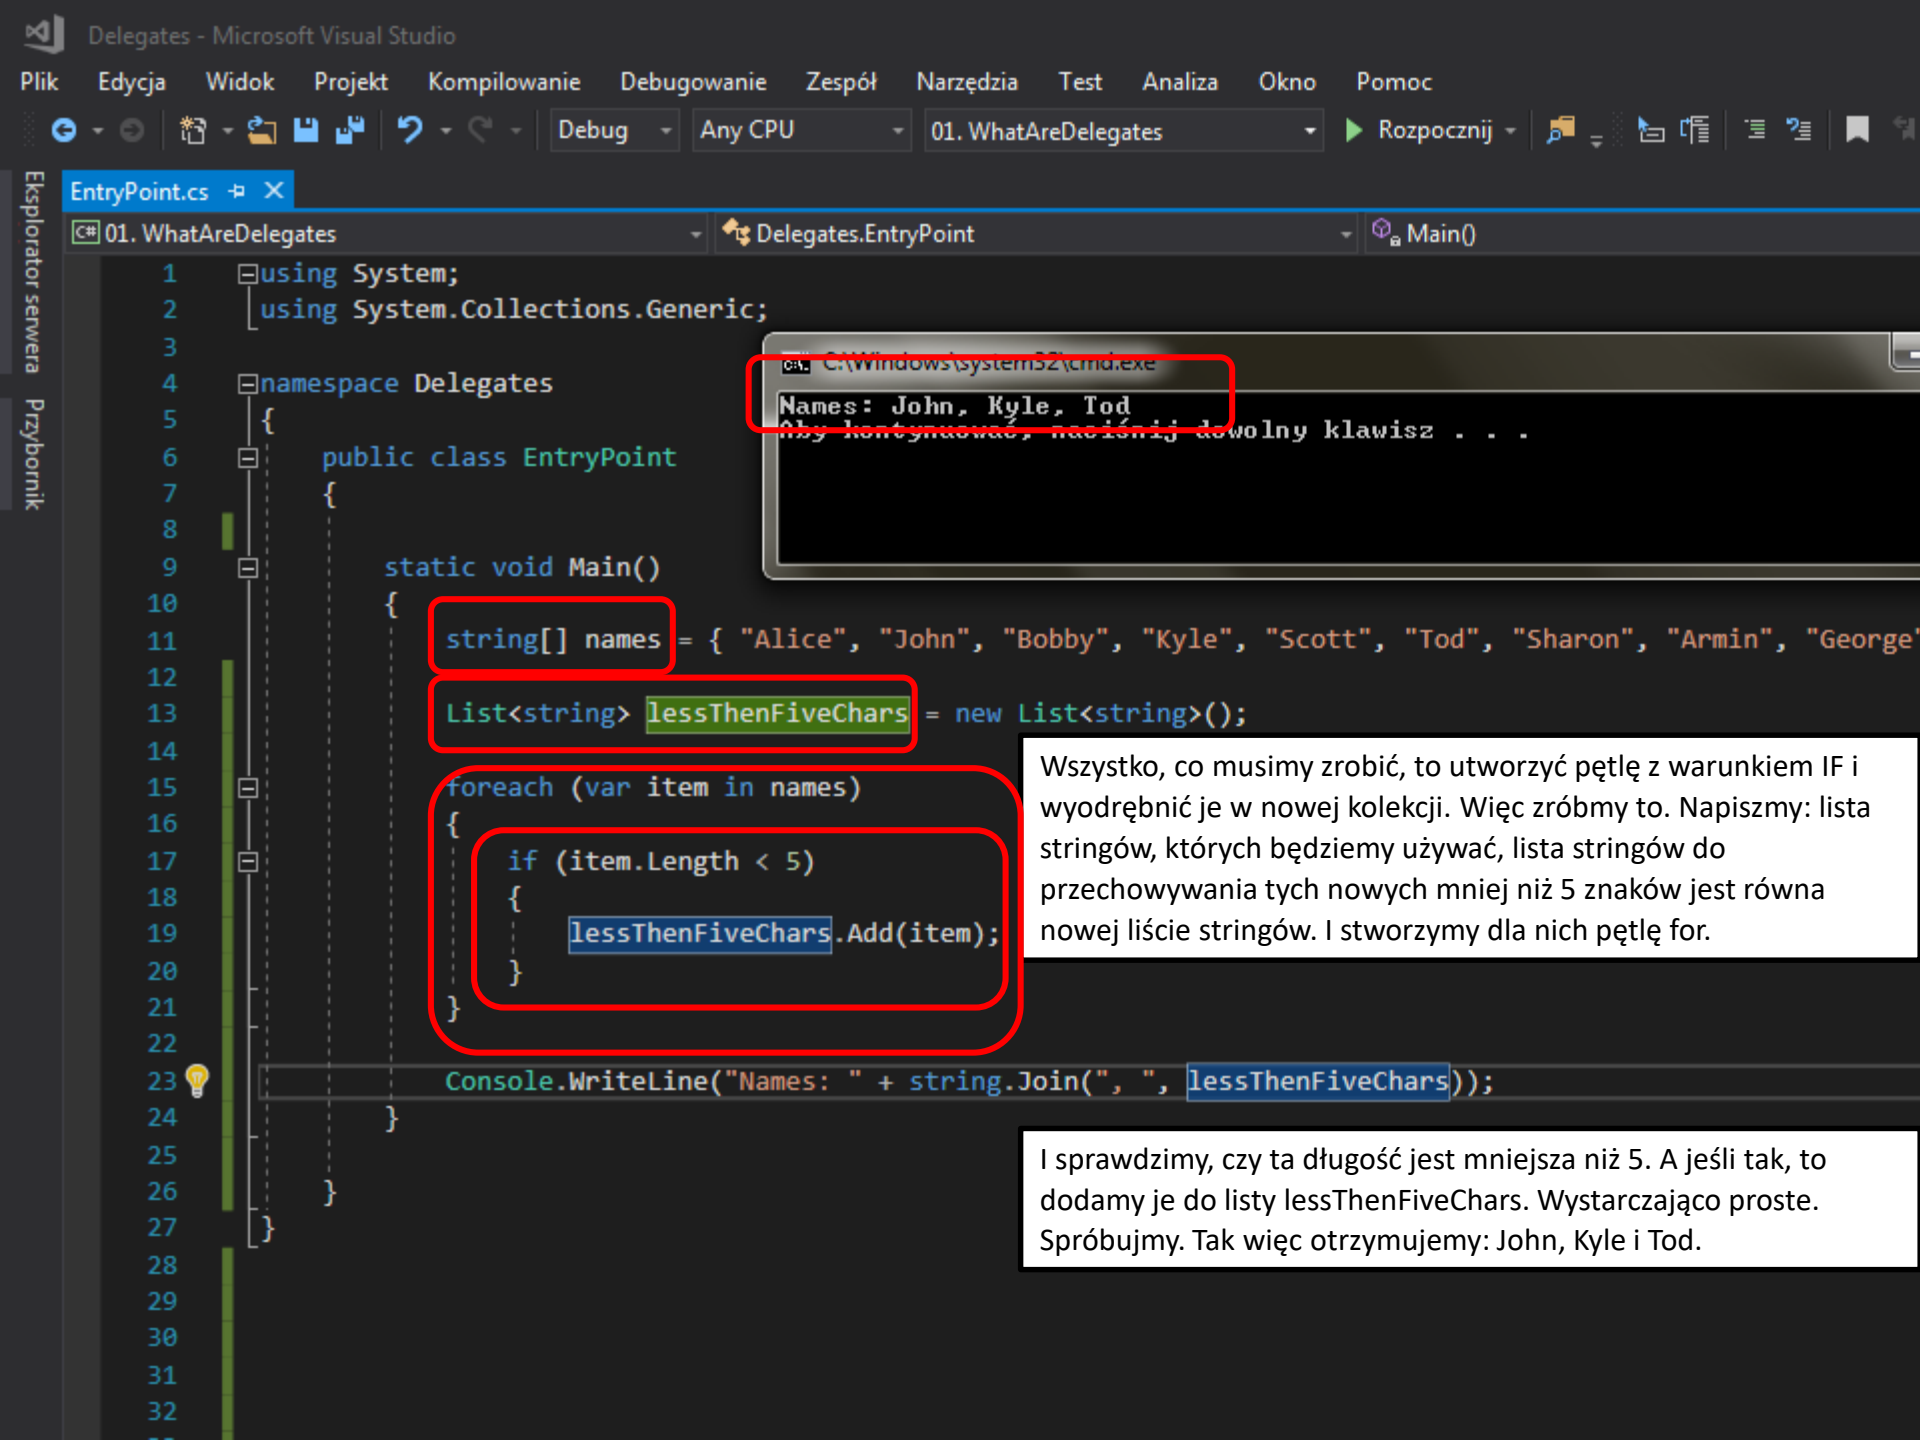 Delegates - Microsoft Visual Studio
Plik Edycja Widok Projekt Kompilowanie Debugowanie Zespół Narzędzia Test Analiza Okno Pomoc
Debug Any CPU 01. WhatAreDelegates Rozpocznij
Eksplorator serwera
Przybornik
EntryPoint.cs
C# 01. WhatAreDelegates Delegates.EntryPoint Main()
1 using System;
2 using System.Collections.Generic;
3
4 namespace Delegates
5 {
6 public class EntryPoint
7 {
8
9 static void Main()
10 {
11 string[] names = { "Alice", "John", "Bobby", "Kyle", "Scott", "Tod", "Sharon", "Armin", "George"
12
13 List<string> lessThenFiveChars = new List<string>();
14
15 foreach (var item in names)
16 {
17 if (item.Length < 5)
18 {
19 lessThenFiveChars.Add(item);
20 }
21 }
22
23 Console.WriteLine("Names: " + string.Join(", ", lessThenFiveChars));
24 }
25
26 }
27 }
28
29
30
31
32
C:\Windows\system32\cmd.exe
Names: John, Kyle, Tod
Aby kontynuować, naciśnij dowolny klawisz . . .
Wszystko, co musimy zrobić, to utworzyć pętlę z warunkiem IF i
wyodrębnić je w nowej kolekcji. Więc zróbmy to. Napiszmy: lista
stringów, których będziemy używać, lista stringów do
przechowywania tych nowych mniej niż 5 znaków jest równa
nowej liście stringów. I stworzymy dla nich pętlę for.
I sprawdzimy, czy ta długość jest mniejsza niż 5. A jeśli tak, to
dodamy je do listy lessThenFiveChars. Wystarczająco proste.
Spróbujmy. Tak więc otrzymujemy: John, Kyle i Tod.